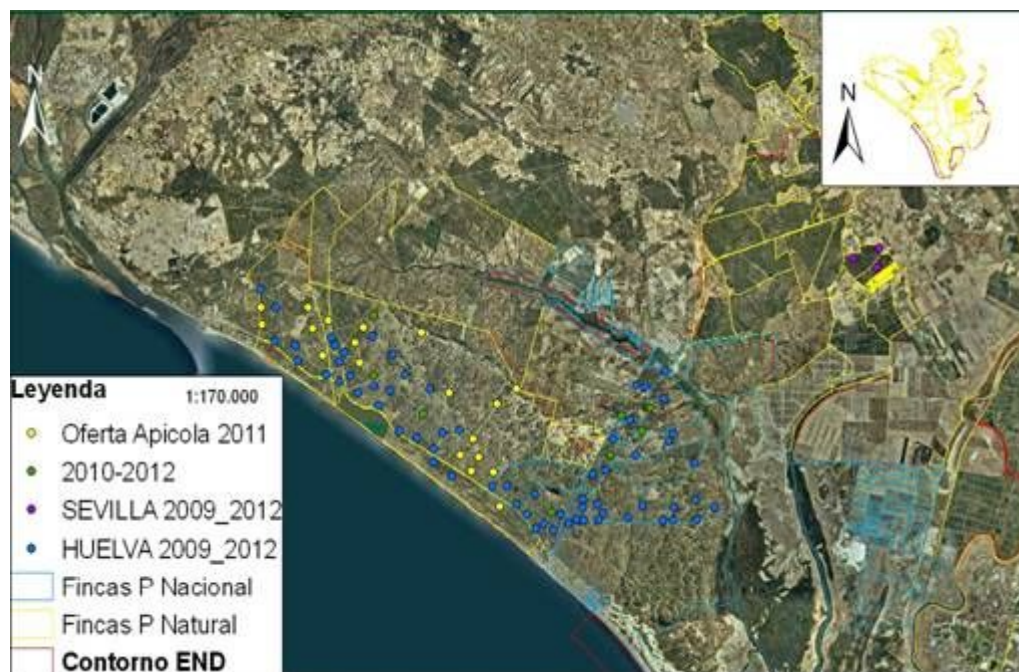 N
N
Leyenda 1:170.000
Oferta Apicola 2011
2010-2012
SEVILLA 2009_2012
HUELVA 2009_2012
Fincas P Nacional
Fincas P Natural
Contorno END